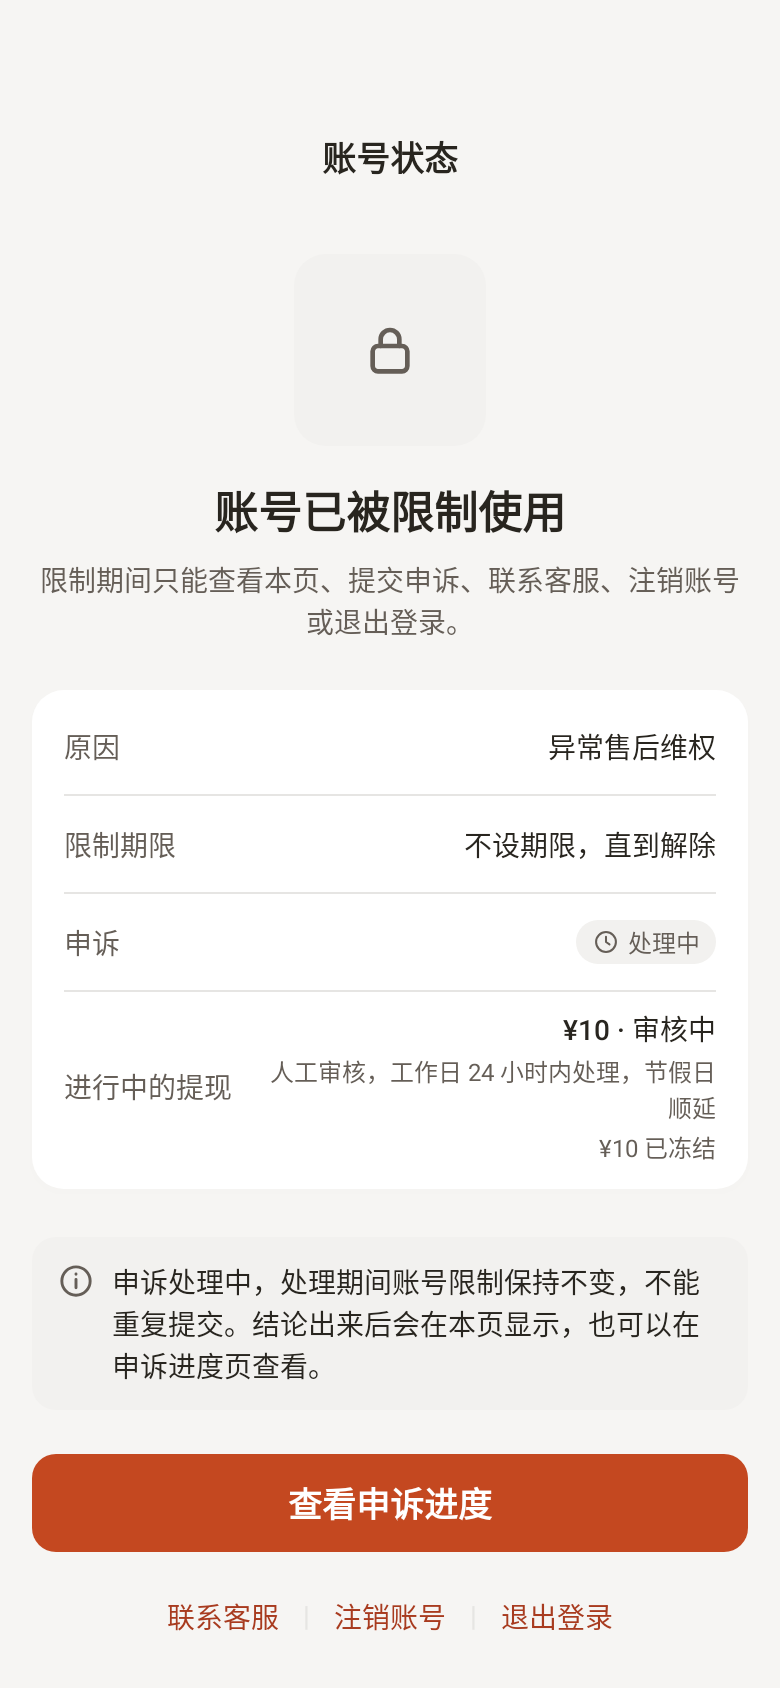 账号状态
账号已被限制使用
限制期间只能查看本页、提交申诉、联系客服、注销账号
或退出登录。
原因
异常售后维权
限制期限
不设期限，直到解除
申诉
处理中
进行中的提现
¥10 · 审核中
人工审核，工作日 24 小时内处理，节假日
顺延
¥10 已冻结
申诉处理中，处理期间账号限制保持不变，不能
重复提交。结论出来后会在本页显示，也可以在
申诉进度页查看。
查看申诉进度
联系客服
注销账号
退出登录